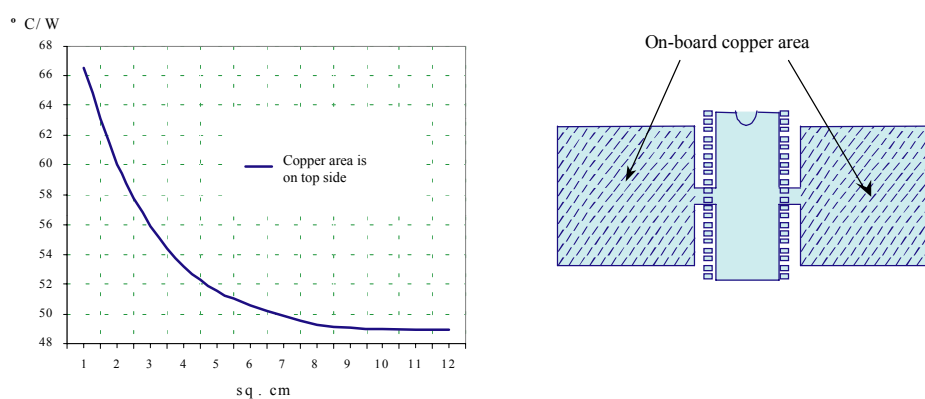 ° C/W
68
66
64
62
60
58
56
54
52
50
48
Copper area is
on top side
1 2 3 4 5 6 7 8 9 10 11 12
sq . cm
On-board copper area